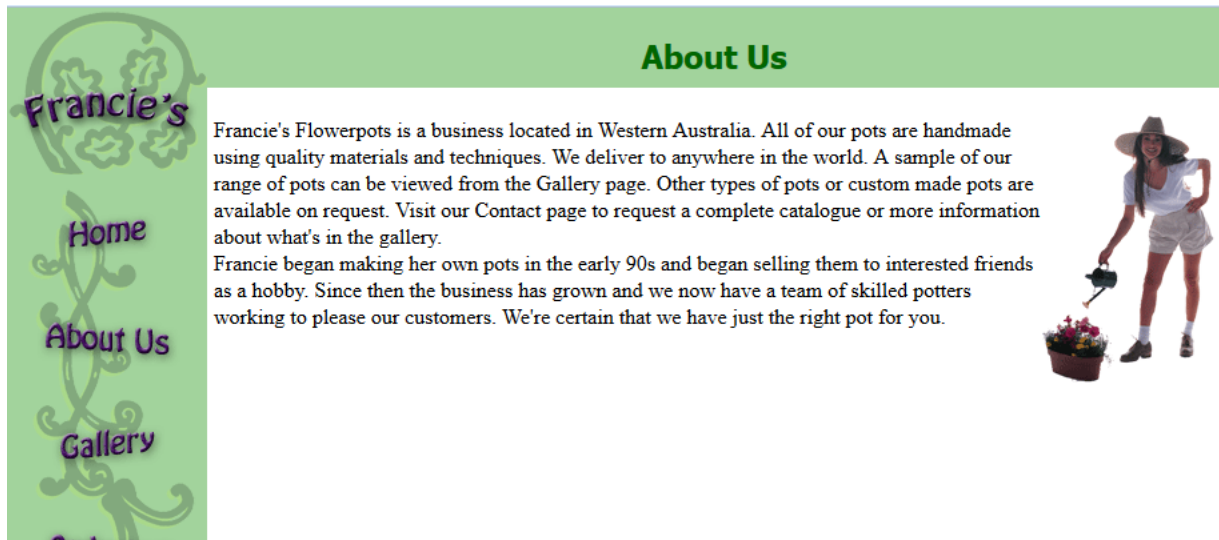 About Us
Francie's
Home
About Us
Gallery
Francie's Flowerpots is a business located in Western Australia. All of our pots are handmade
using quality materials and techniques. We deliver to anywhere in the world. A sample of our
range of pots can be viewed from the Gallery page. Other types of pots or custom made pots are
available on request. Visit our Contact page to request a complete catalogue or more information
about what's in the gallery.
Francie began making her own pots in the early 90s and began selling them to interested friends
as a hobby. Since then the business has grown and we now have a team of skilled potters
working to please our customers. We're certain that we have just the right pot for you.